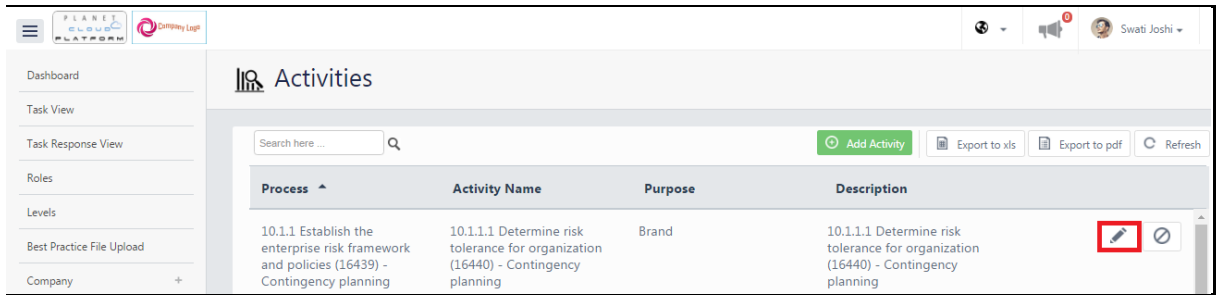 PLANET
CLOUD
PLATFORM
Company Logo
0
Swati Joshi
Dashboard
Task View
Task Response View
Roles
Levels
Best Practice File Upload
Company +
Activities
Search here ...
Add Activity
Export to xls
Export to pdf
Refresh
Process
Activity Name
Purpose
Description
10.1.1 Establish the
enterprise risk framework
and policies (16439) -
Contingency planning
10.1.1.1 Determine risk
tolerance for organization
(16440) - Contingency
planning
Brand
10.1.1.1 Determine risk
tolerance for organization
(16440) - Contingency
planning